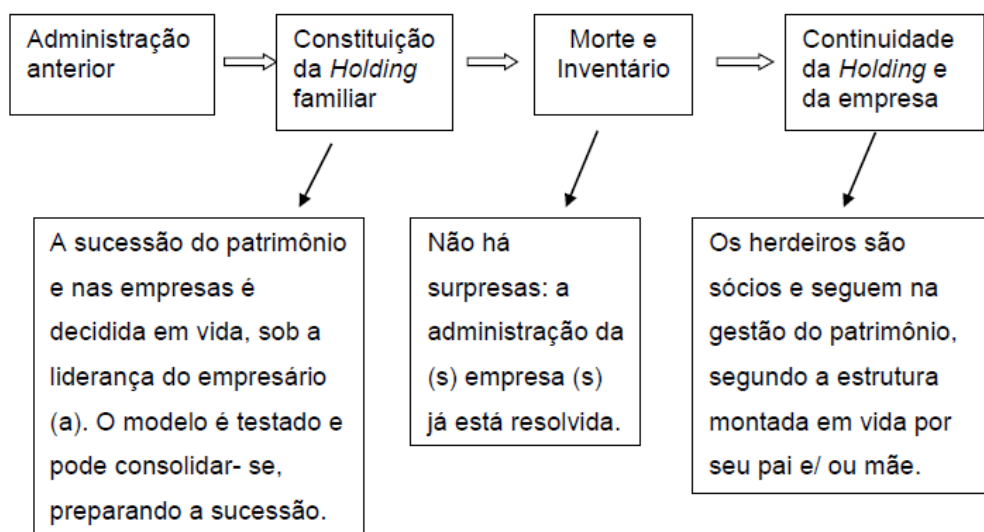 Administração
anterior
Constituição
da Holding
familiar
Morte e
Inventário
Continuidade
da Holding e
da empresa
A sucessão do patrimônio
e nas empresas é
decidida em vida, sob a
liderança do empresário
(a). O modelo é testado e
pode consolidar- se,
preparando a sucessão.
Não há
surpresas: a
administração da
(s) empresa (s)
já está resolvida.
Os herdeiros são
sócios e seguem na
gestão do patrimônio,
segundo a estrutura
montada em vida por
seu pai e/ ou mãe.